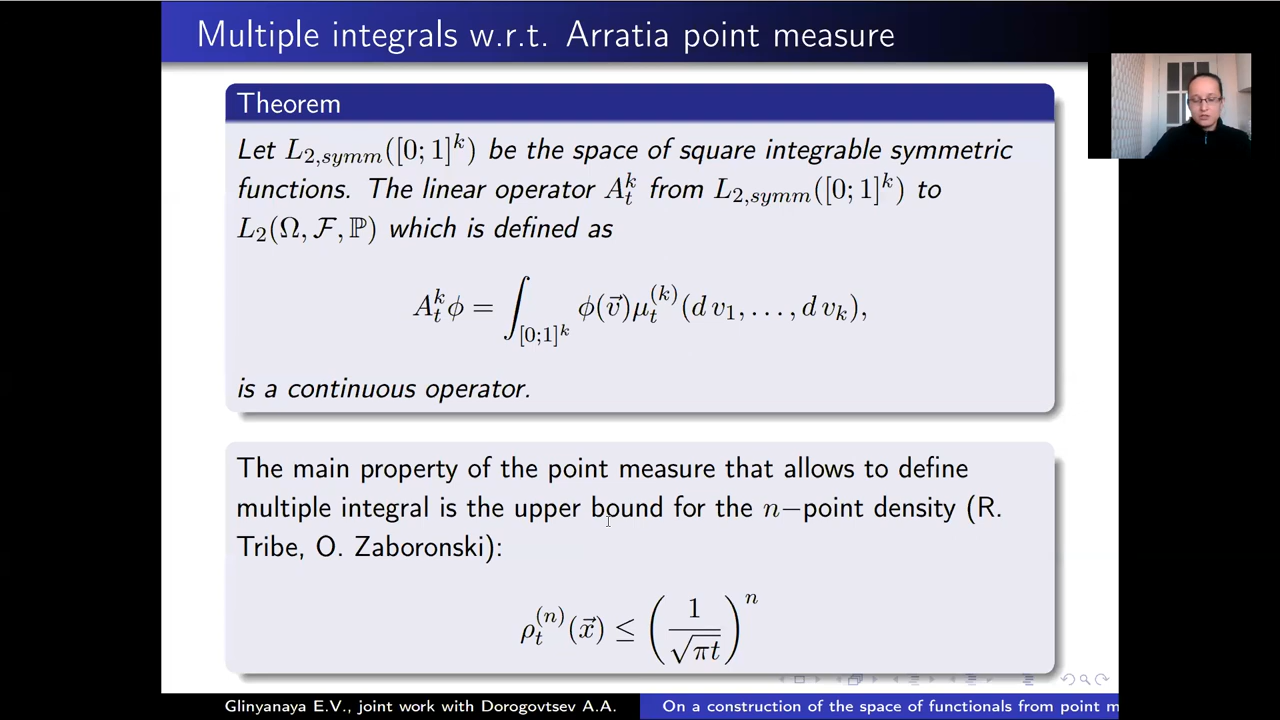 Multiple integrals w.r.t. Arratia point measure
Theorem
Let L_{2,symm}([0; 1]^k) be the space of square integrable symmetric
functions. The linear operator A_t^k from L_{2,symm}([0; 1]^k) to
L_2(Ω, ℱ, ℙ) which is defined as
A_t^k ϕ = ∫_{[0;1]^k} ϕ(v⃗)μ_t^{(k)}(d v_1, . . . , d v_k),
is a continuous operator.
The main property of the point measure that allows to define
multiple integral is the upper bound for the n−point density (R.
Tribe, O. Zaboronski):
ρ_t^{(n)}(x⃗) ≤ (1/√(πt))^n
Glinyanaya E.V., joint work with Dorogovtsev A.A.
On a construction of the space of functionals from point m